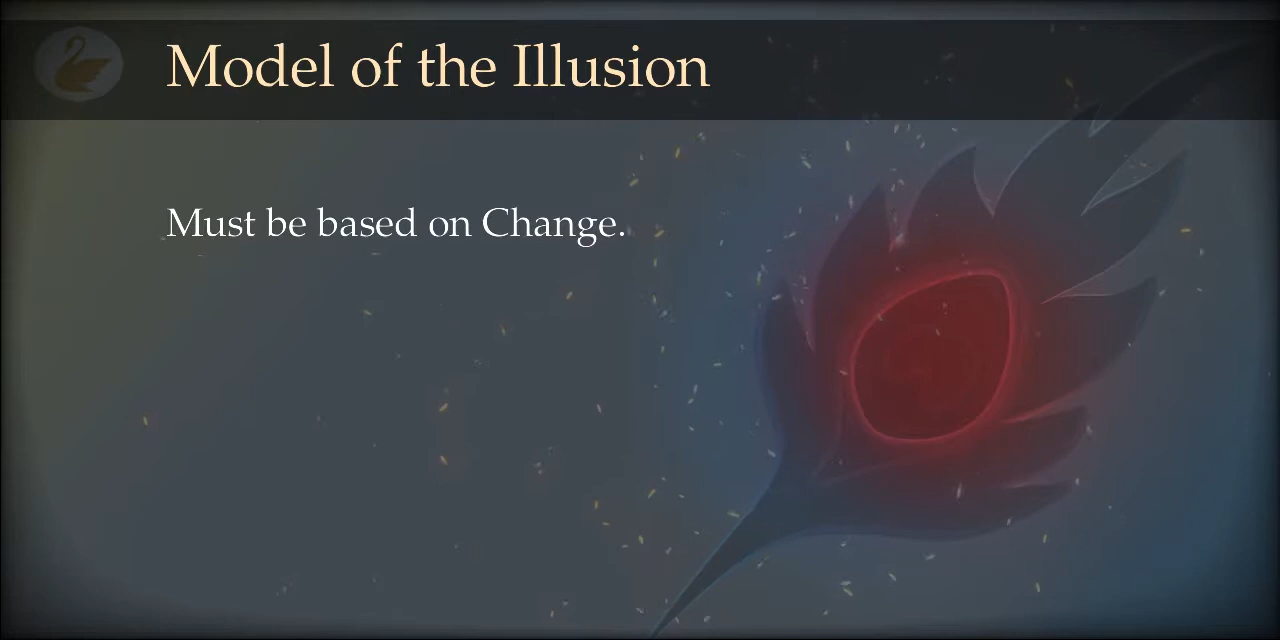 Model of the Illusion
Must be based on Change.